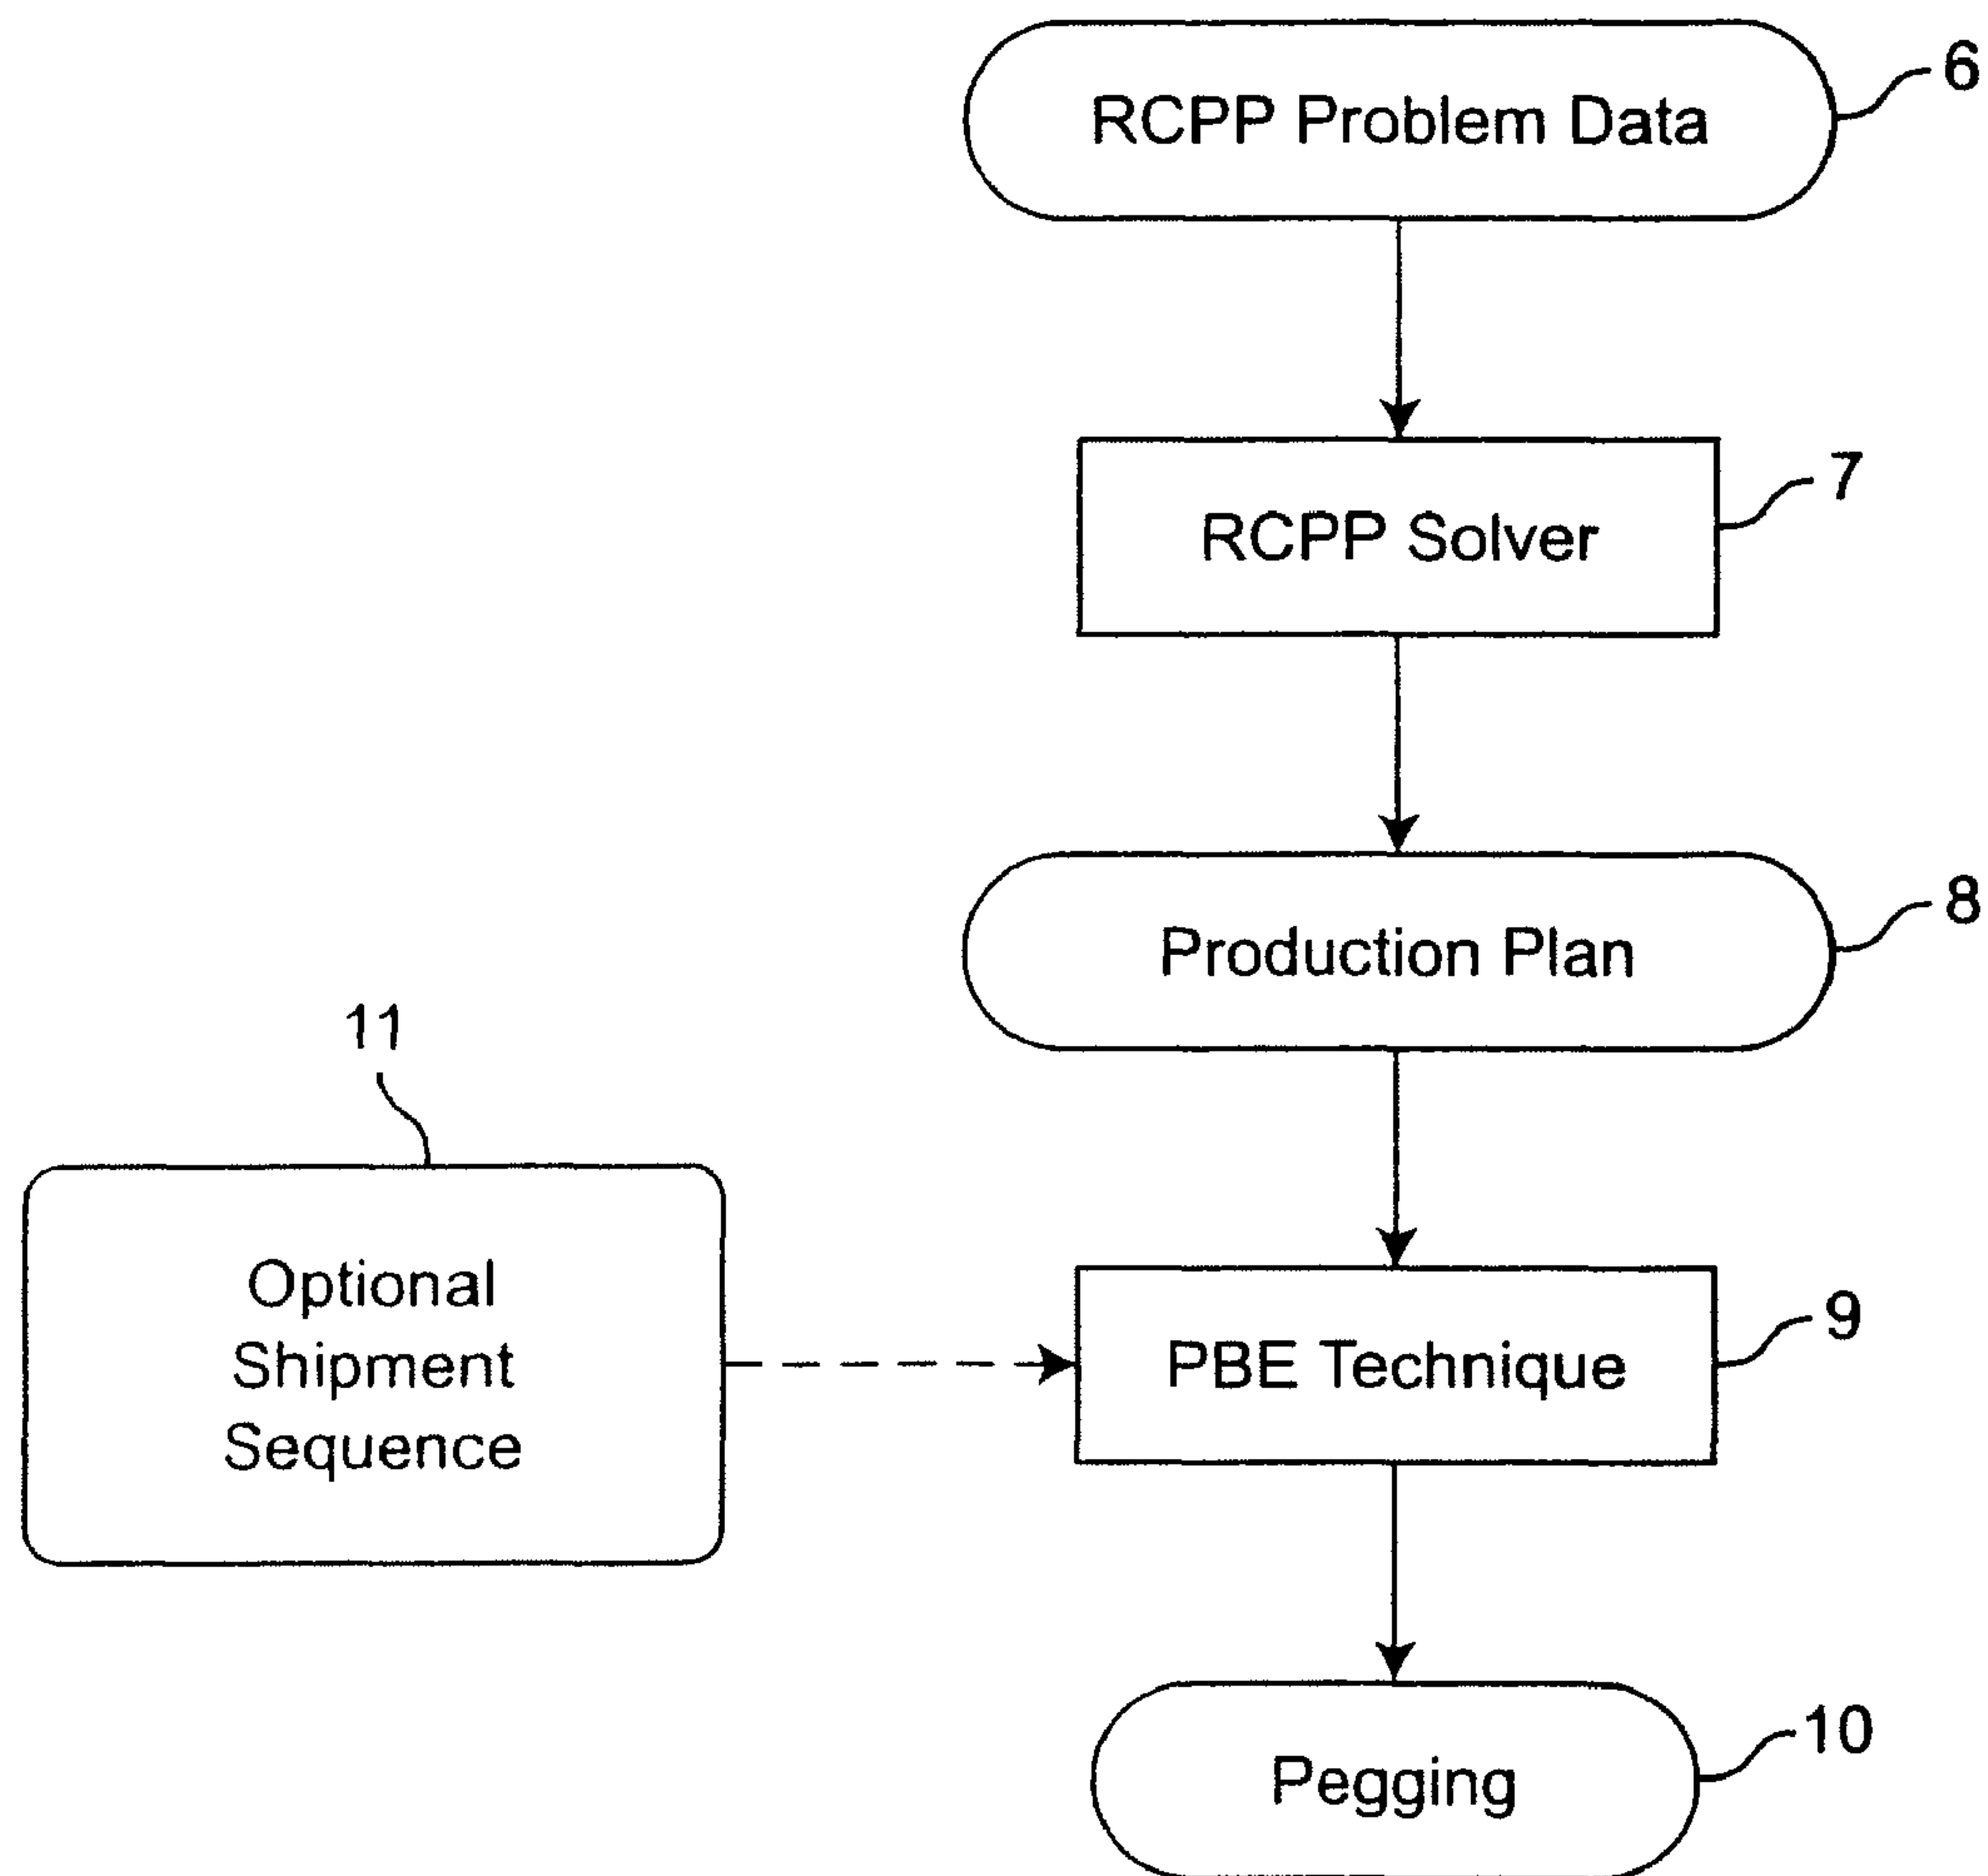 RCPP Problem Data
6
RCPP Solver
7
Production Plan
8
11
Optional
Shipment
Sequence
PBE Technique
9
Pegging
10